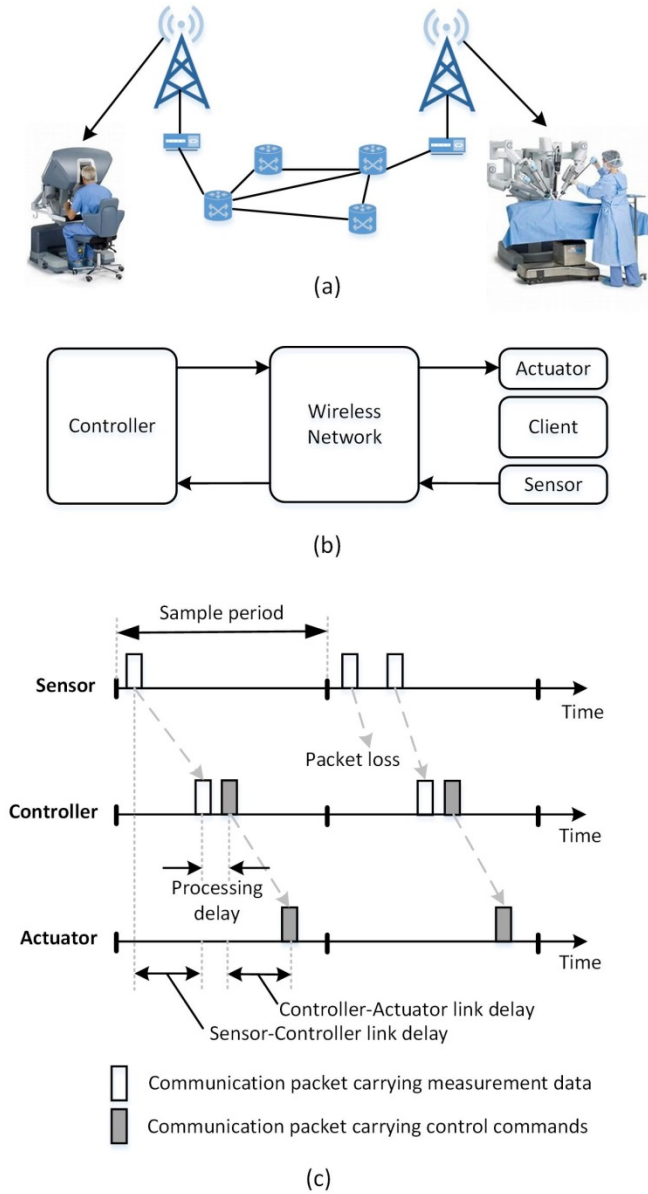 (a)
Controller
Wireless
Network
Actuator
Client
Sensor
(b)
Sample period
Sensor
Time
Packet loss
Controller
Time
Processing
delay
Actuator
Time
Controller-Actuator link delay
Sensor-Controller link delay
Communication packet carrying measurement data
Communication packet carrying control commands
(c)